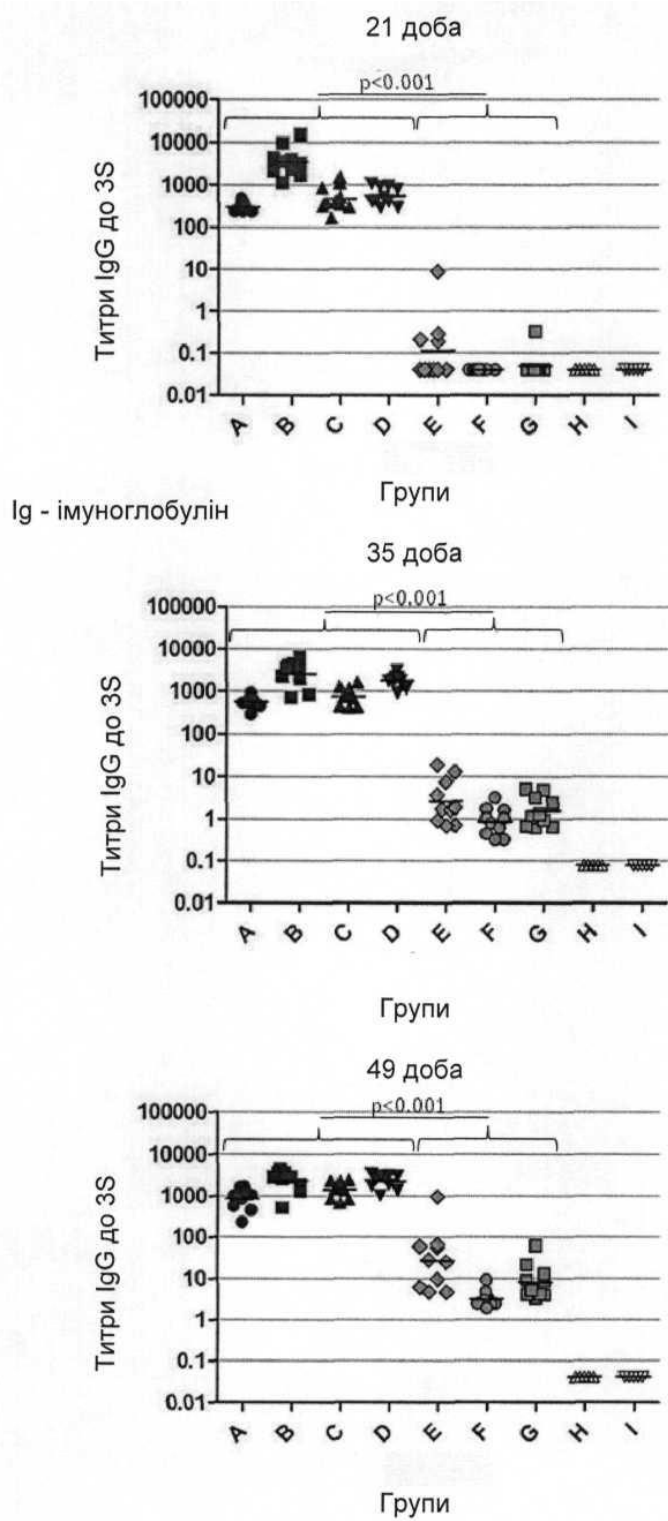 21 доба
p<0.001
100000
10000
1000
100
10
1
0.1
0.01
Титри IgG до 3S
A B C D E F G H I
Групи
Ig - імуноглобулін
35 доба
p<0.001
100000
10000
1000
100
10
1
0.1
0.01
Титри IgG до 3S
A B C D E F G H I
Групи
49 доба
p<0.001
100000
10000
1000
100
10
1
0.1
0.01
Титри IgG до 3S
A B C D E F G H I
Групи